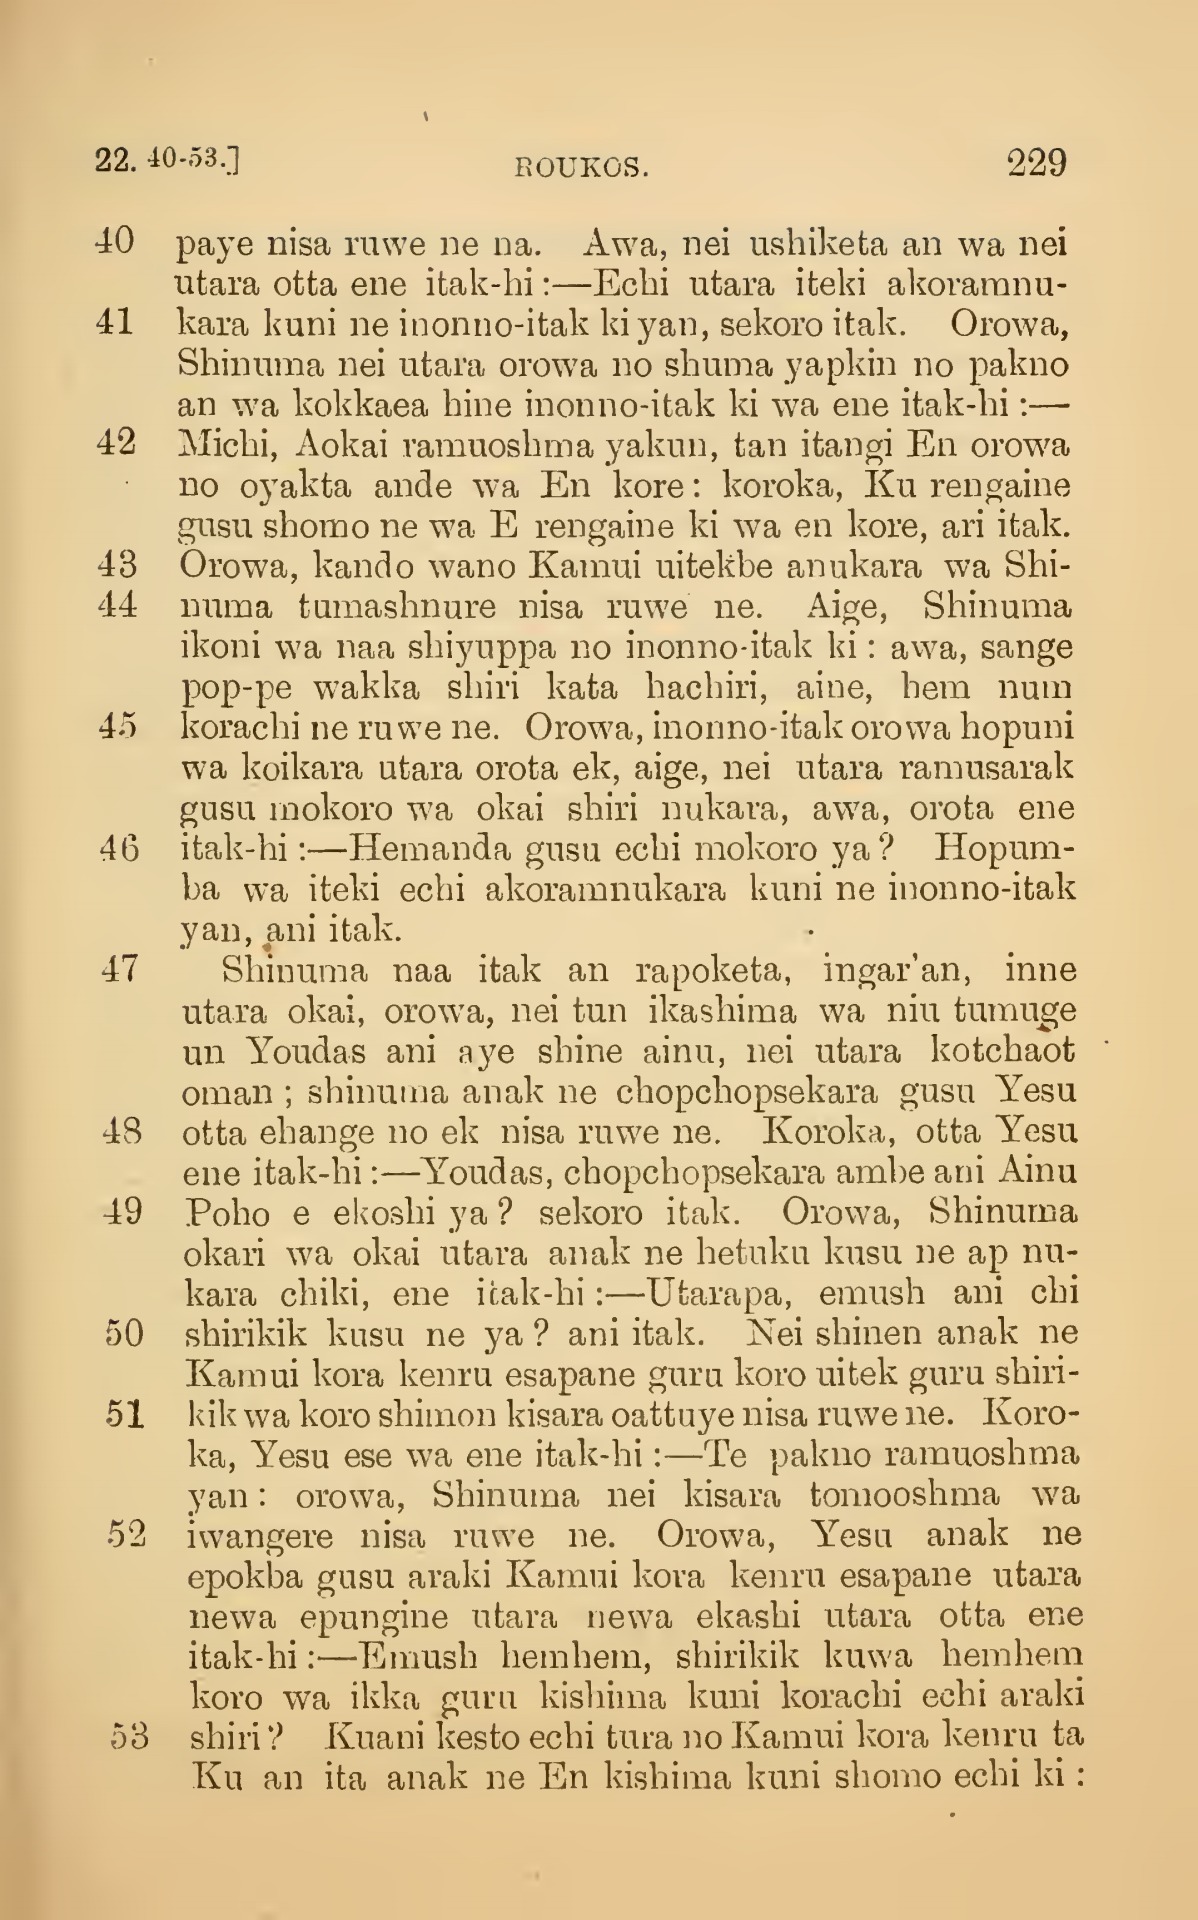 22. 40-53.] ROUKOS. 229
40 paye nisa ruwe ne na. Awa, nei ushiketa an wa nei
utara otta ene itak-hi :—Echi utara iteki akoramnu-
41 kara kuni ne inonno-itak ki yan, sekoro itak. Orowa,
Shinuma nei utara orowa no shuma yapkin no pakno
an wa kokkaea hine inonno-itak ki wa ene itak-hi :—
42 Michi, Aokai ramuoshma yakun, tan itangi En orowa
no oyakta ande wa En kore: koroka, Ku rengaine
gusu shomo ne wa E rengaine ki wa en kore, ari itak.
43 Orowa, kando wano Kamui uitekbe anukara wa Shi-
44 numa tumashnure nisa ruwe ne. Aige, Shinuma
ikoni wa naa shiyuppa no inonno-itak ki : awa, sange
pop-pe wakka shiri kata hachiri, aine, hem num
45 korachi ne ruwe ne. Orowa, inonno-itak orowa hopuni
wa koikara utara orota ek, aige, nei utara ramusarak
gusu mokoro wa okai shiri nukara, awa, orota ene
46 itak-hi :—Hemanda gusu echi mokoro ya? Hopum-
ba wa iteki echi akoramnukara kuni ne inonno-itak
yan, ani itak.
47 Shinuma naa itak an rapoketa, ingar'an, inne
utara okai, orowa, nei tun ikashima wa niu tumuge
un Youdas ani aye shine ainu, nei utara kotchaot
oman ; shinuma anak ne chopchopsekara gusu Yesu
48 otta ehange no ek nisa ruwe ne. Koroka, otta Yesu
ene itak-hi :—Youdas, chopchopsekara ambe ani Ainu
49 Poho e ekoshi ya? sekoro itak. Orowa, Shinuma
okari wa okai utara anak ne hetuku kusu ne ap nu-
kara chiki, ene itak-hi :—Utarapa, emush ani chi
50 shirikik kusu ne ya? ani itak. Nei shinen anak ne
Kamui kora kenru esapane guru koro uitek guru shiri-
51 kik wa koro shimon kisara oattuye nisa ruwe ne. Koro-
ka, Yesu ese wa ene itak-hi :—Te pakno ramuoshma
yan : orowa, Shinuma nei kisara tomooshma wa
52 iwangere nisa ruwe ne. Orowa, Yesu anak ne
epokba gusu araki Kamui kora kenru esapane utara
newa epungine utara newa ekashi utara otta ene
itak-hi :—Emush hemhem, shirikik kuwa hemhem
koro wa ikka guru kishima kuni korachi echi araki
53 shiri? Kuani kesto echi tura no Kamui kora kenru ta
Ku an ita anak ne En kishima kuni shomo echi ki :